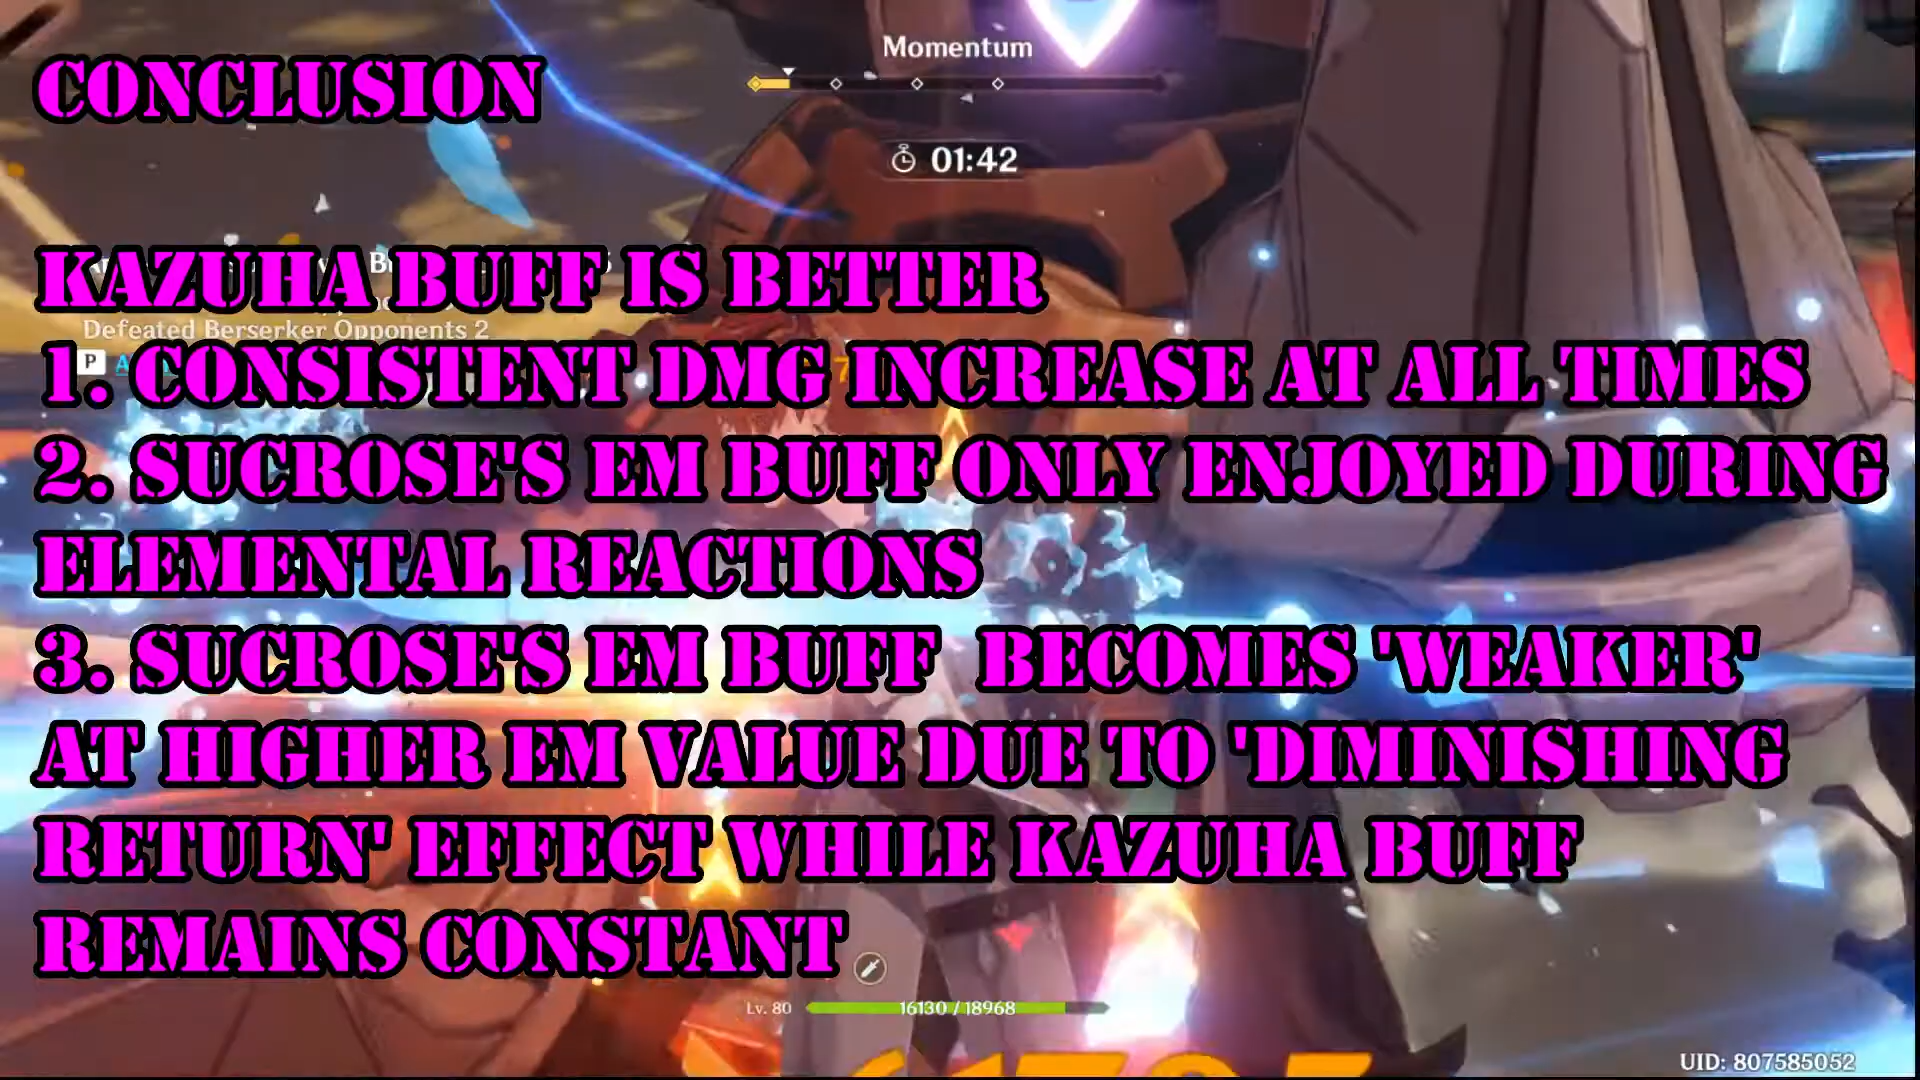 Momentum
CONCLUSION
01:42
KAZUHA BUFF IS BETTER
Defeated Berserker Opponents 2
P
1. CONSISTENT DMG INCREASE AT ALL TIMES
2. SUCROSE'S EM BUFF ONLY ENJOYED DURING
ELEMENTAL REACTIONS
3. SUCROSE'S EM BUFF BECOMES 'WEAKER'
AT HIGHER EM VALUE DUE TO 'DIMINISHING
RETURN' EFFECT WHILE KAZUHA BUFF
REMAINS CONSTANT
Lv. 80
16130 / 18968
UID: 807585052